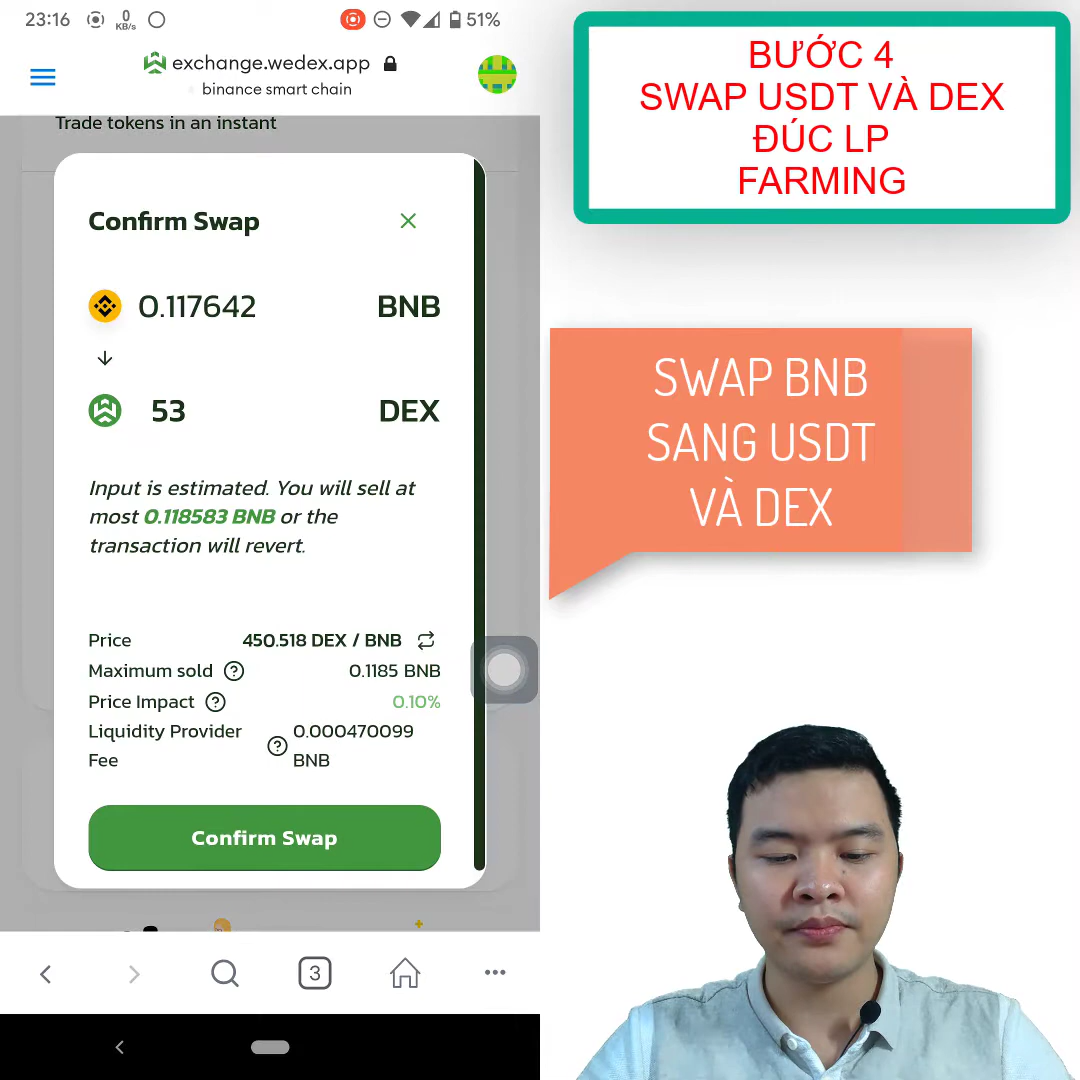 23:16
0
KB/s
51%
exchange.wedex.app
binance smart chain
Trade tokens in an instant
Confirm Swap
0.117642 BNB
53 DEX
Input is estimated. You will sell at
most 0.118583 BNB or the
transaction will revert.
Price 450.518 DEX / BNB
Maximum sold ? 0.1185 BNB
Price Impact ? 0.10%
Liquidity Provider
Fee ? 0.000470099
BNB
Confirm Swap
3
BƯỚC 4
SWAP USDT VÀ DEX
ĐÚC LP
FARMING
SWAP BNB
SANG USDT
VÀ DEX